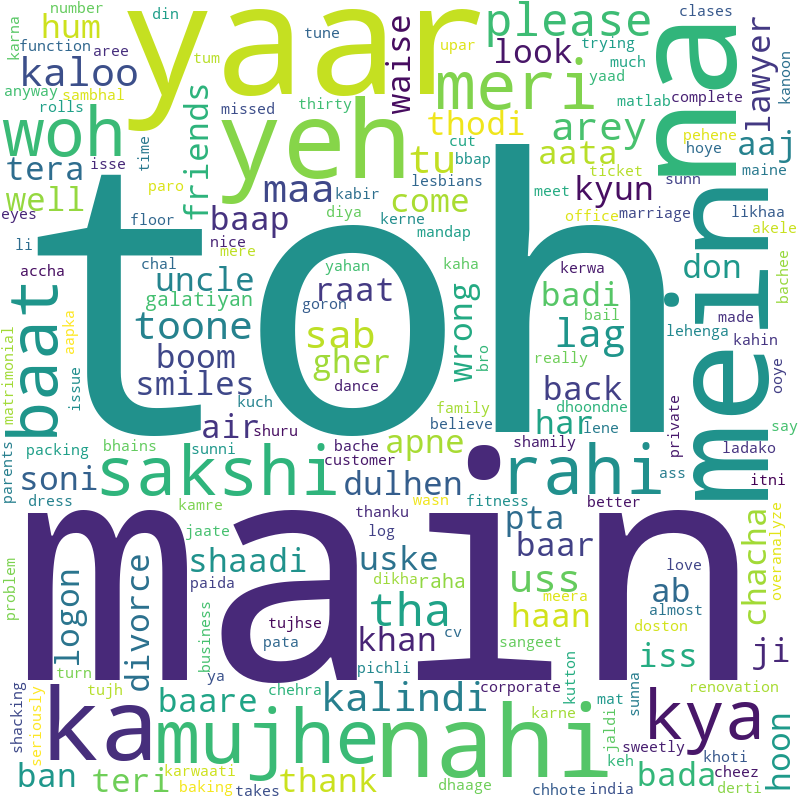 toh
main
yaar
yeh
na
mein
meri
woh
ka
mujhe
nahi
kya
rahi
sakshi
baat
kaloo
hum
please
look
waise
lawyer
kanoon
aaj
arey
thodi
aata
tu
kyun
come
maa
baap
friends
tera
well
uncle
toone
boom
smiles
air
raat
sab
gher
wrong
lag
badi
don
back
har
apne
dulhen
soni
shaadi
uske
tha
khan
kalindi
baare
divorce
logon
ban
teri
thank
pta
baar
uss
haan
iss
ab
ji
chacha
hoon
bada
karna
number
din
function
aree
anyway
tum
sambhal
rolls
tune
missed
upar
trying
much
clases
yaad
matlab
complete
thirty
cut
bbap
lesbians
ticket
pehene
hoye
maine
sunn
isse
time
paro
floor
kabir
diya
kerne
meet
office
marriage
likhaa
akele
bachee
eyes
li
chal
nice
mere
mandap
yahan
kaha
kerwa
made
kahin
accha
galatiyan
goron
bail
lehenga
ooye
matrimonial
aapka
issue
kuch
dance
bro
really
dhoondne
family
believe
lene
private
say
shuru
bhains
sunni
bache
customer
shamily
ass
ladako
itni
packing
parents
dress
kamre
jaate
thanku
log
wasn
fitness
better
love
overanalyze
problem
paida
dikha
raha
meera
almost
doston
business
tujhse
pata
cv
sangeet
turn
tujh
ya
chehra
pichli
corporate
kutton
mat
renovation
shacking
seriously
karwaati
baking
takes
dhaage
karne
chhote
india
keh
jaldi
sunna
sweetly
khoti
cheez
derti